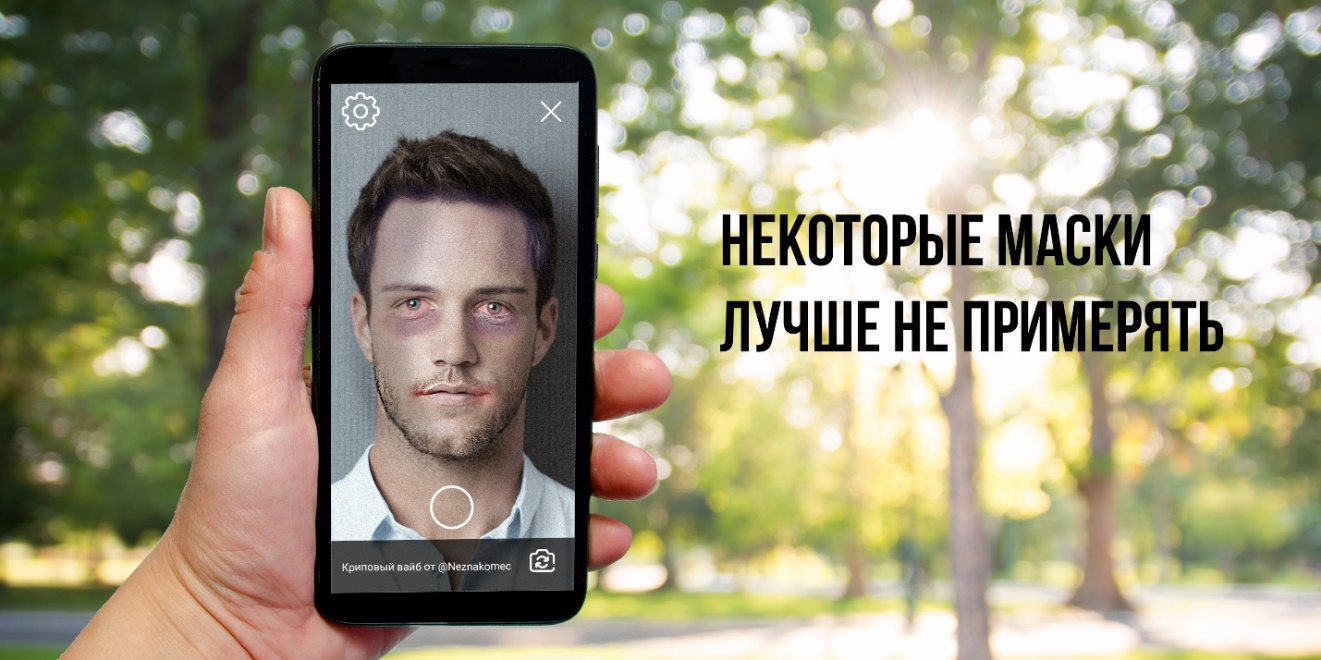 НЕКОТОРЫЕ МАСКИ
ЛУЧШЕ НЕ ПРИМЕРЯТЬ
Криповый вайб от @Neznakomec